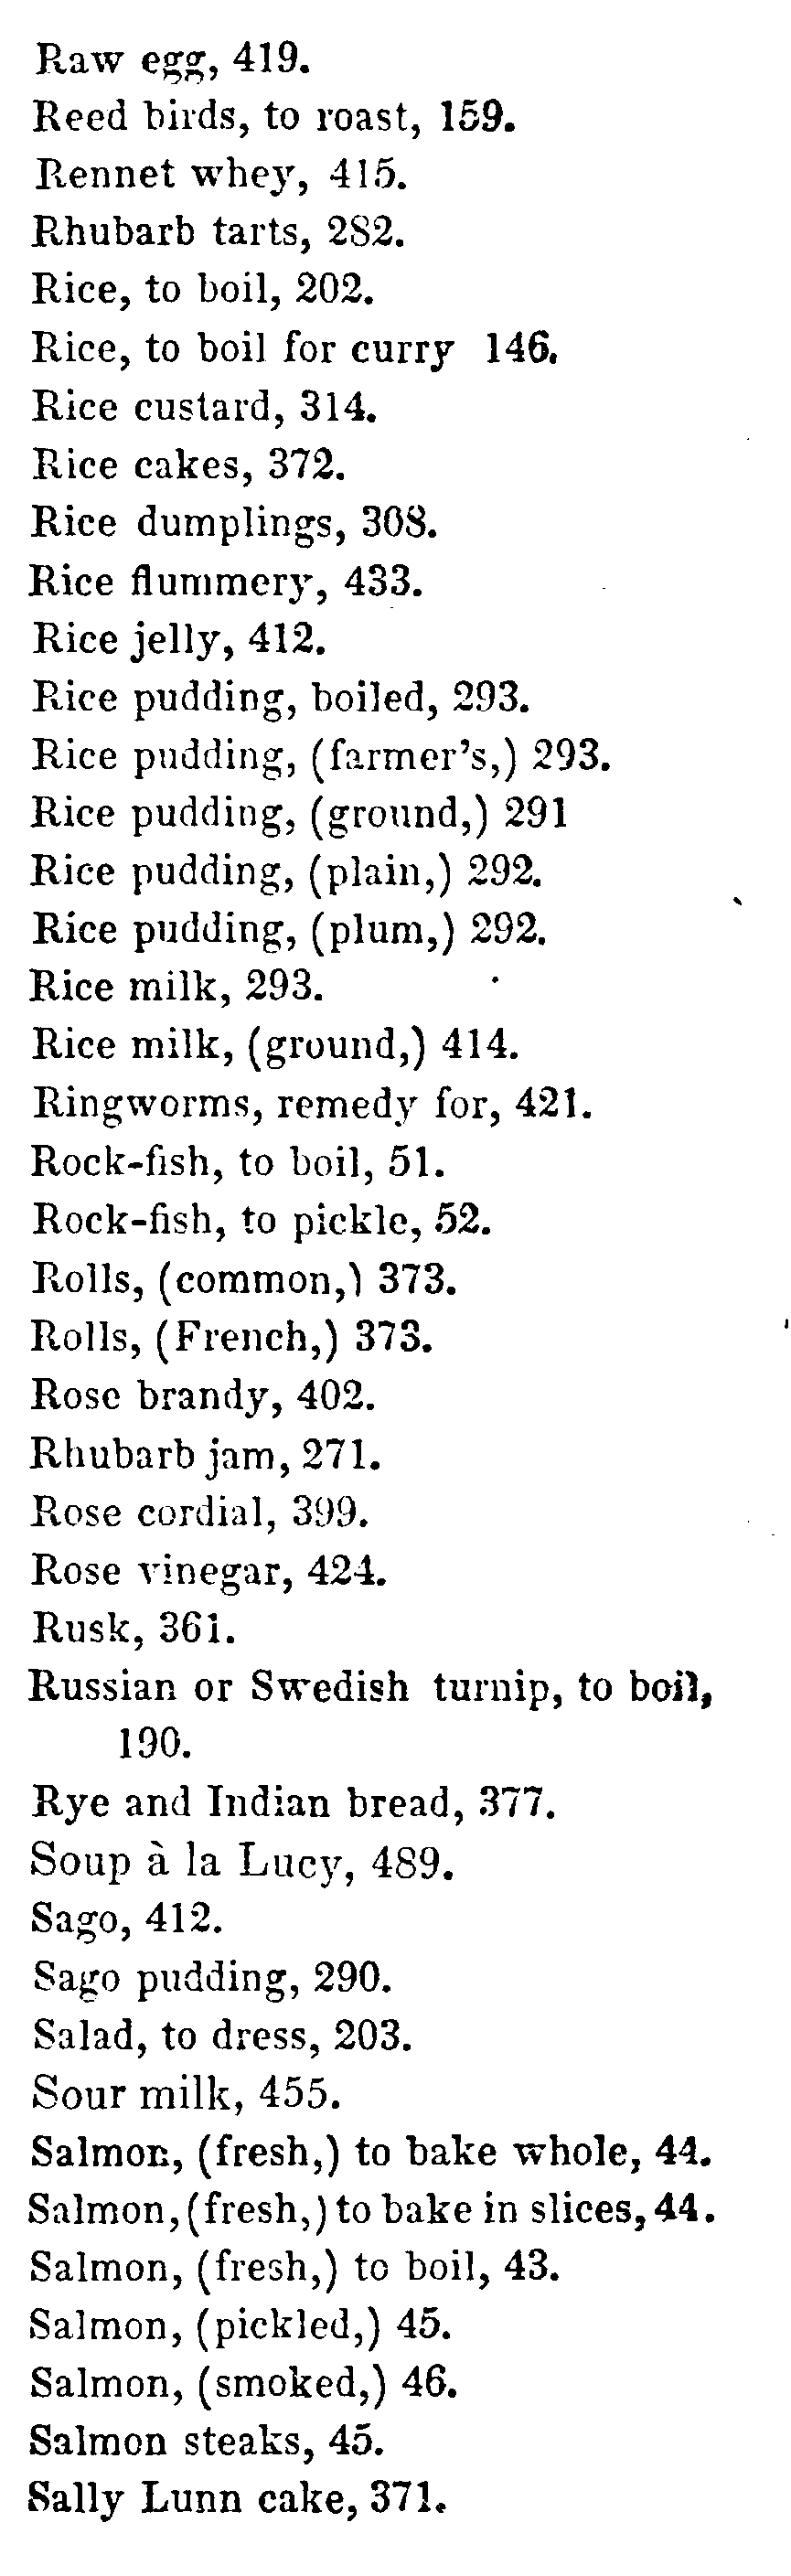 Raw egg, 419.
Reed birds, to roast, 159.
Rennet whey, 415.
Rhubarb tarts, 282.
Rice, to boil, 202.
Rice, to boil for curry 146.
Rice custard, 314.
Rice cakes, 372.
Rice dumplings, 308.
Rice flummery, 433.
Rice jelly, 412.
Rice pudding, boiled, 293.
Rice pudding, (farmer's,) 293.
Rice pudding, (ground,) 291
Rice pudding, (plain,) 292.
Rice pudding, (plum,) 292.
Rice milk, 293.
Rice milk, (ground,) 414.
Ringworms, remedy for, 421.
Rock-fish, to boil, 51.
Rock-fish, to pickle, 52.
Rolls, (common,) 373.
Rolls, (French,) 373.
Rose brandy, 402.
Rhubarb jam, 271.
Rose cordial, 399.
Rose vinegar, 424.
Rusk, 361.
Russian or Swedish turnip, to boil,
190.
Rye and Indian bread, 377.
Soup à la Lucy, 489.
Sago, 412.
Sago pudding, 290.
Salad, to dress, 203.
Sour milk, 455.
Salmon, (fresh,) to bake whole, 44.
Salmon, (fresh,) to bake in slices, 44.
Salmon, (fresh,) to boil, 43.
Salmon, (pickled,) 45.
Salmon, (smoked,) 46.
Salmon steaks, 45.
Sally Lunn cake, 371.